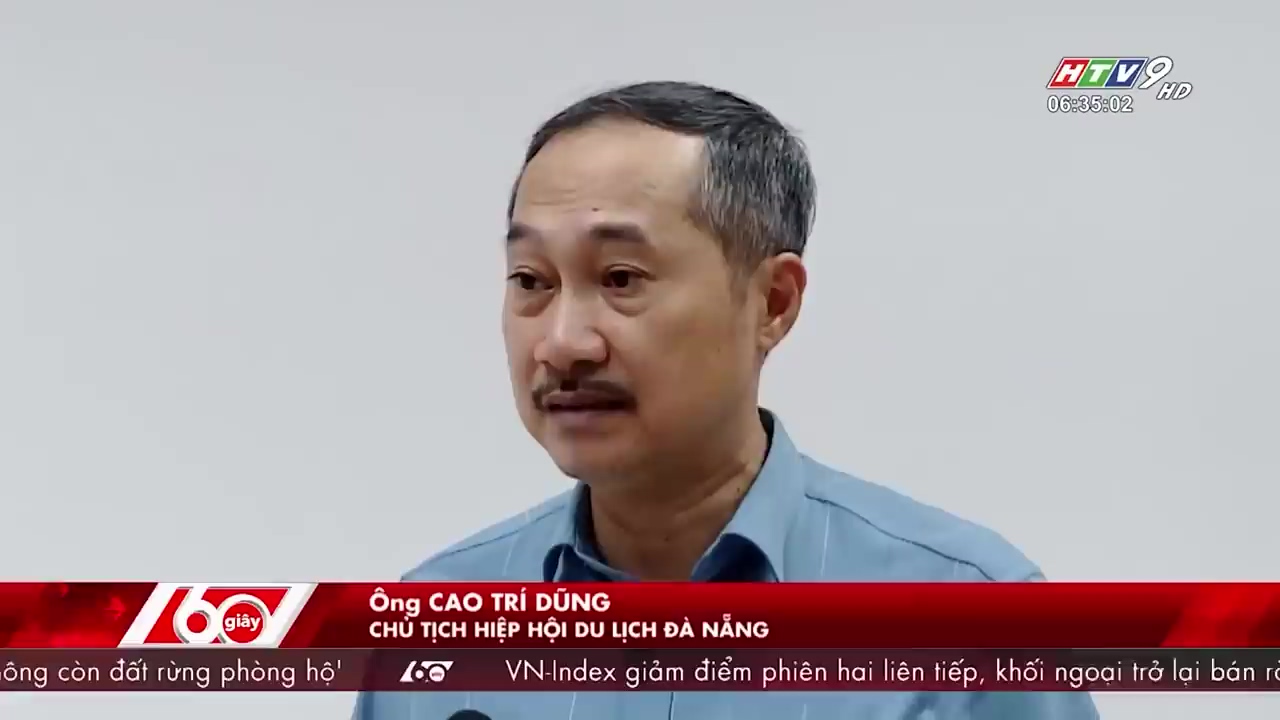 HTV9 HD
06:35:02
60 giây
Ông CAO TRÍ DŨNG
CHỦ TỊCH HIỆP HỘI DU LỊCH ĐÀ NẴNG
còn đất rừng phòng hộ'
60
VN-Index giảm điểm phiên hai liên tiếp, khối ngoại trở lại bán